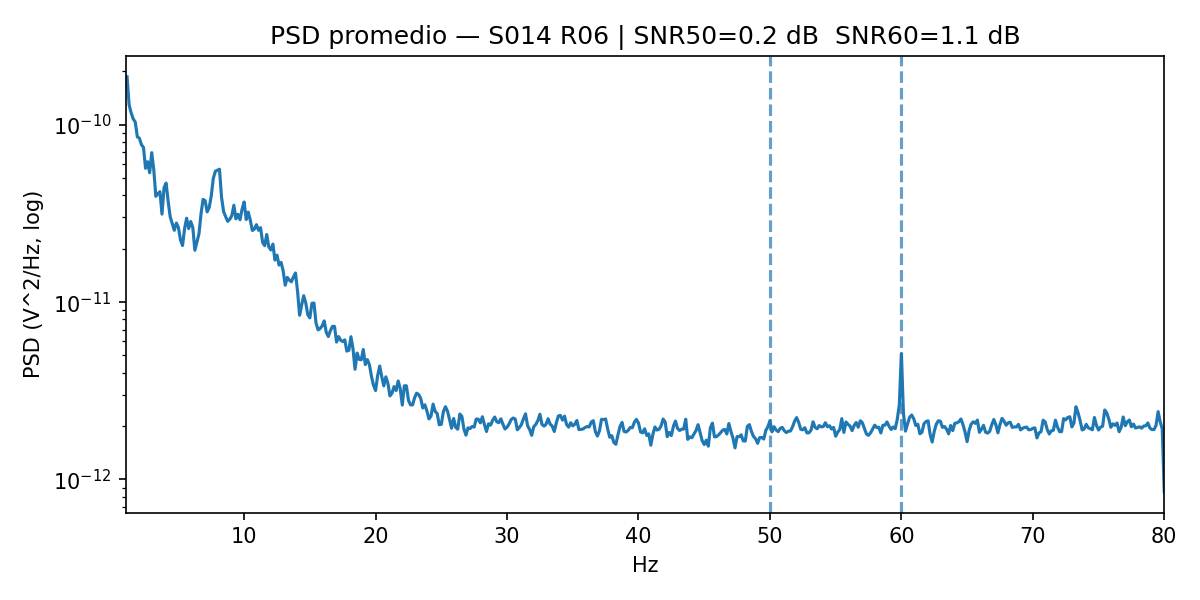 PSD promedio — S014 R06 | SNR50=0.2 dB  SNR60=1.1 dB
PSD (V^2/Hz, log)
10⁻¹⁰
10⁻¹¹
10⁻¹²
10 20 30 40 50 60 70 80
Hz